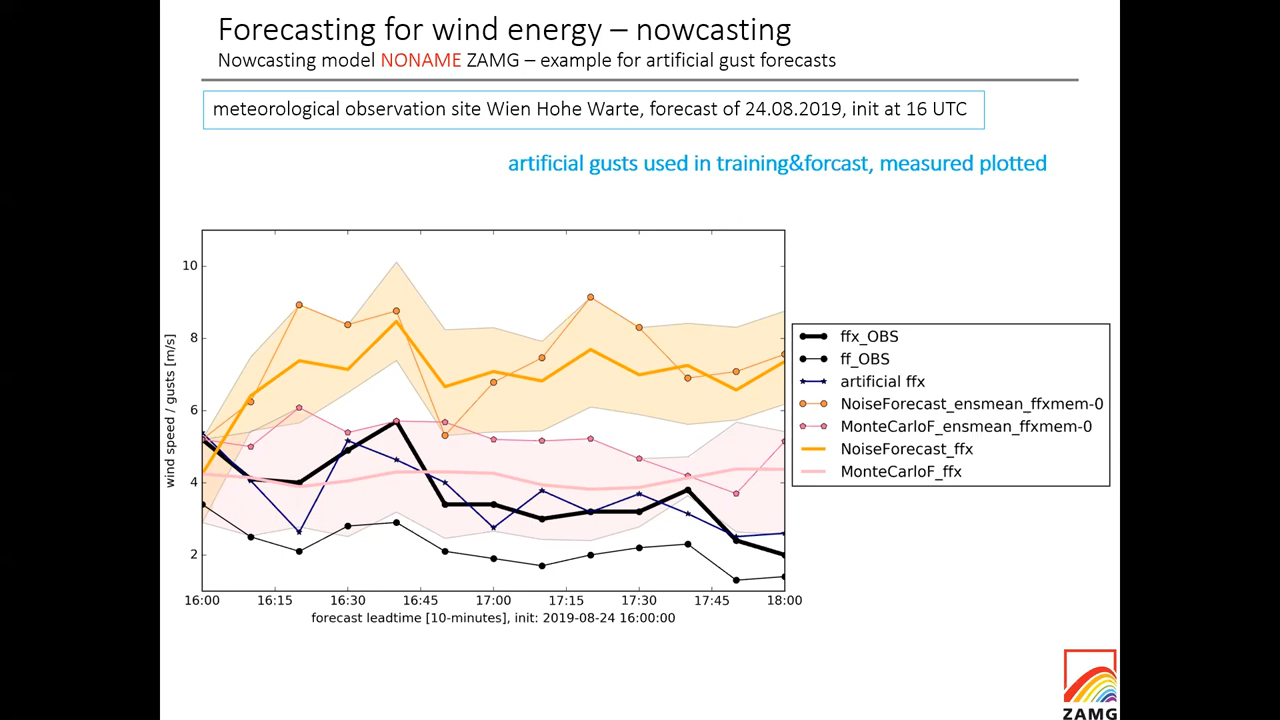 Forecasting for wind energy – nowcasting
Nowcasting model NONAME ZAMG – example for artificial gust forecasts
meteorological observation site Wien Hohe Warte, forecast of 24.08.2019, init at 16 UTC
artificial gusts used in training&forcast, measured plotted
10
8
6
4
2
wind speed / gusts [m/s]
16:00 16:15 16:30 16:45 17:00 17:15 17:30 17:45 18:00
forecast leadtime [10-minutes], init: 2019-08-24 16:00:00
ffx_OBS
ff_OBS
artificial ffx
NoiseForecast_ensmean_ffxmem-0
MonteCarloF_ensmean_ffxmem-0
NoiseForecast_ffx
MonteCarloF_ffx
ZAMG